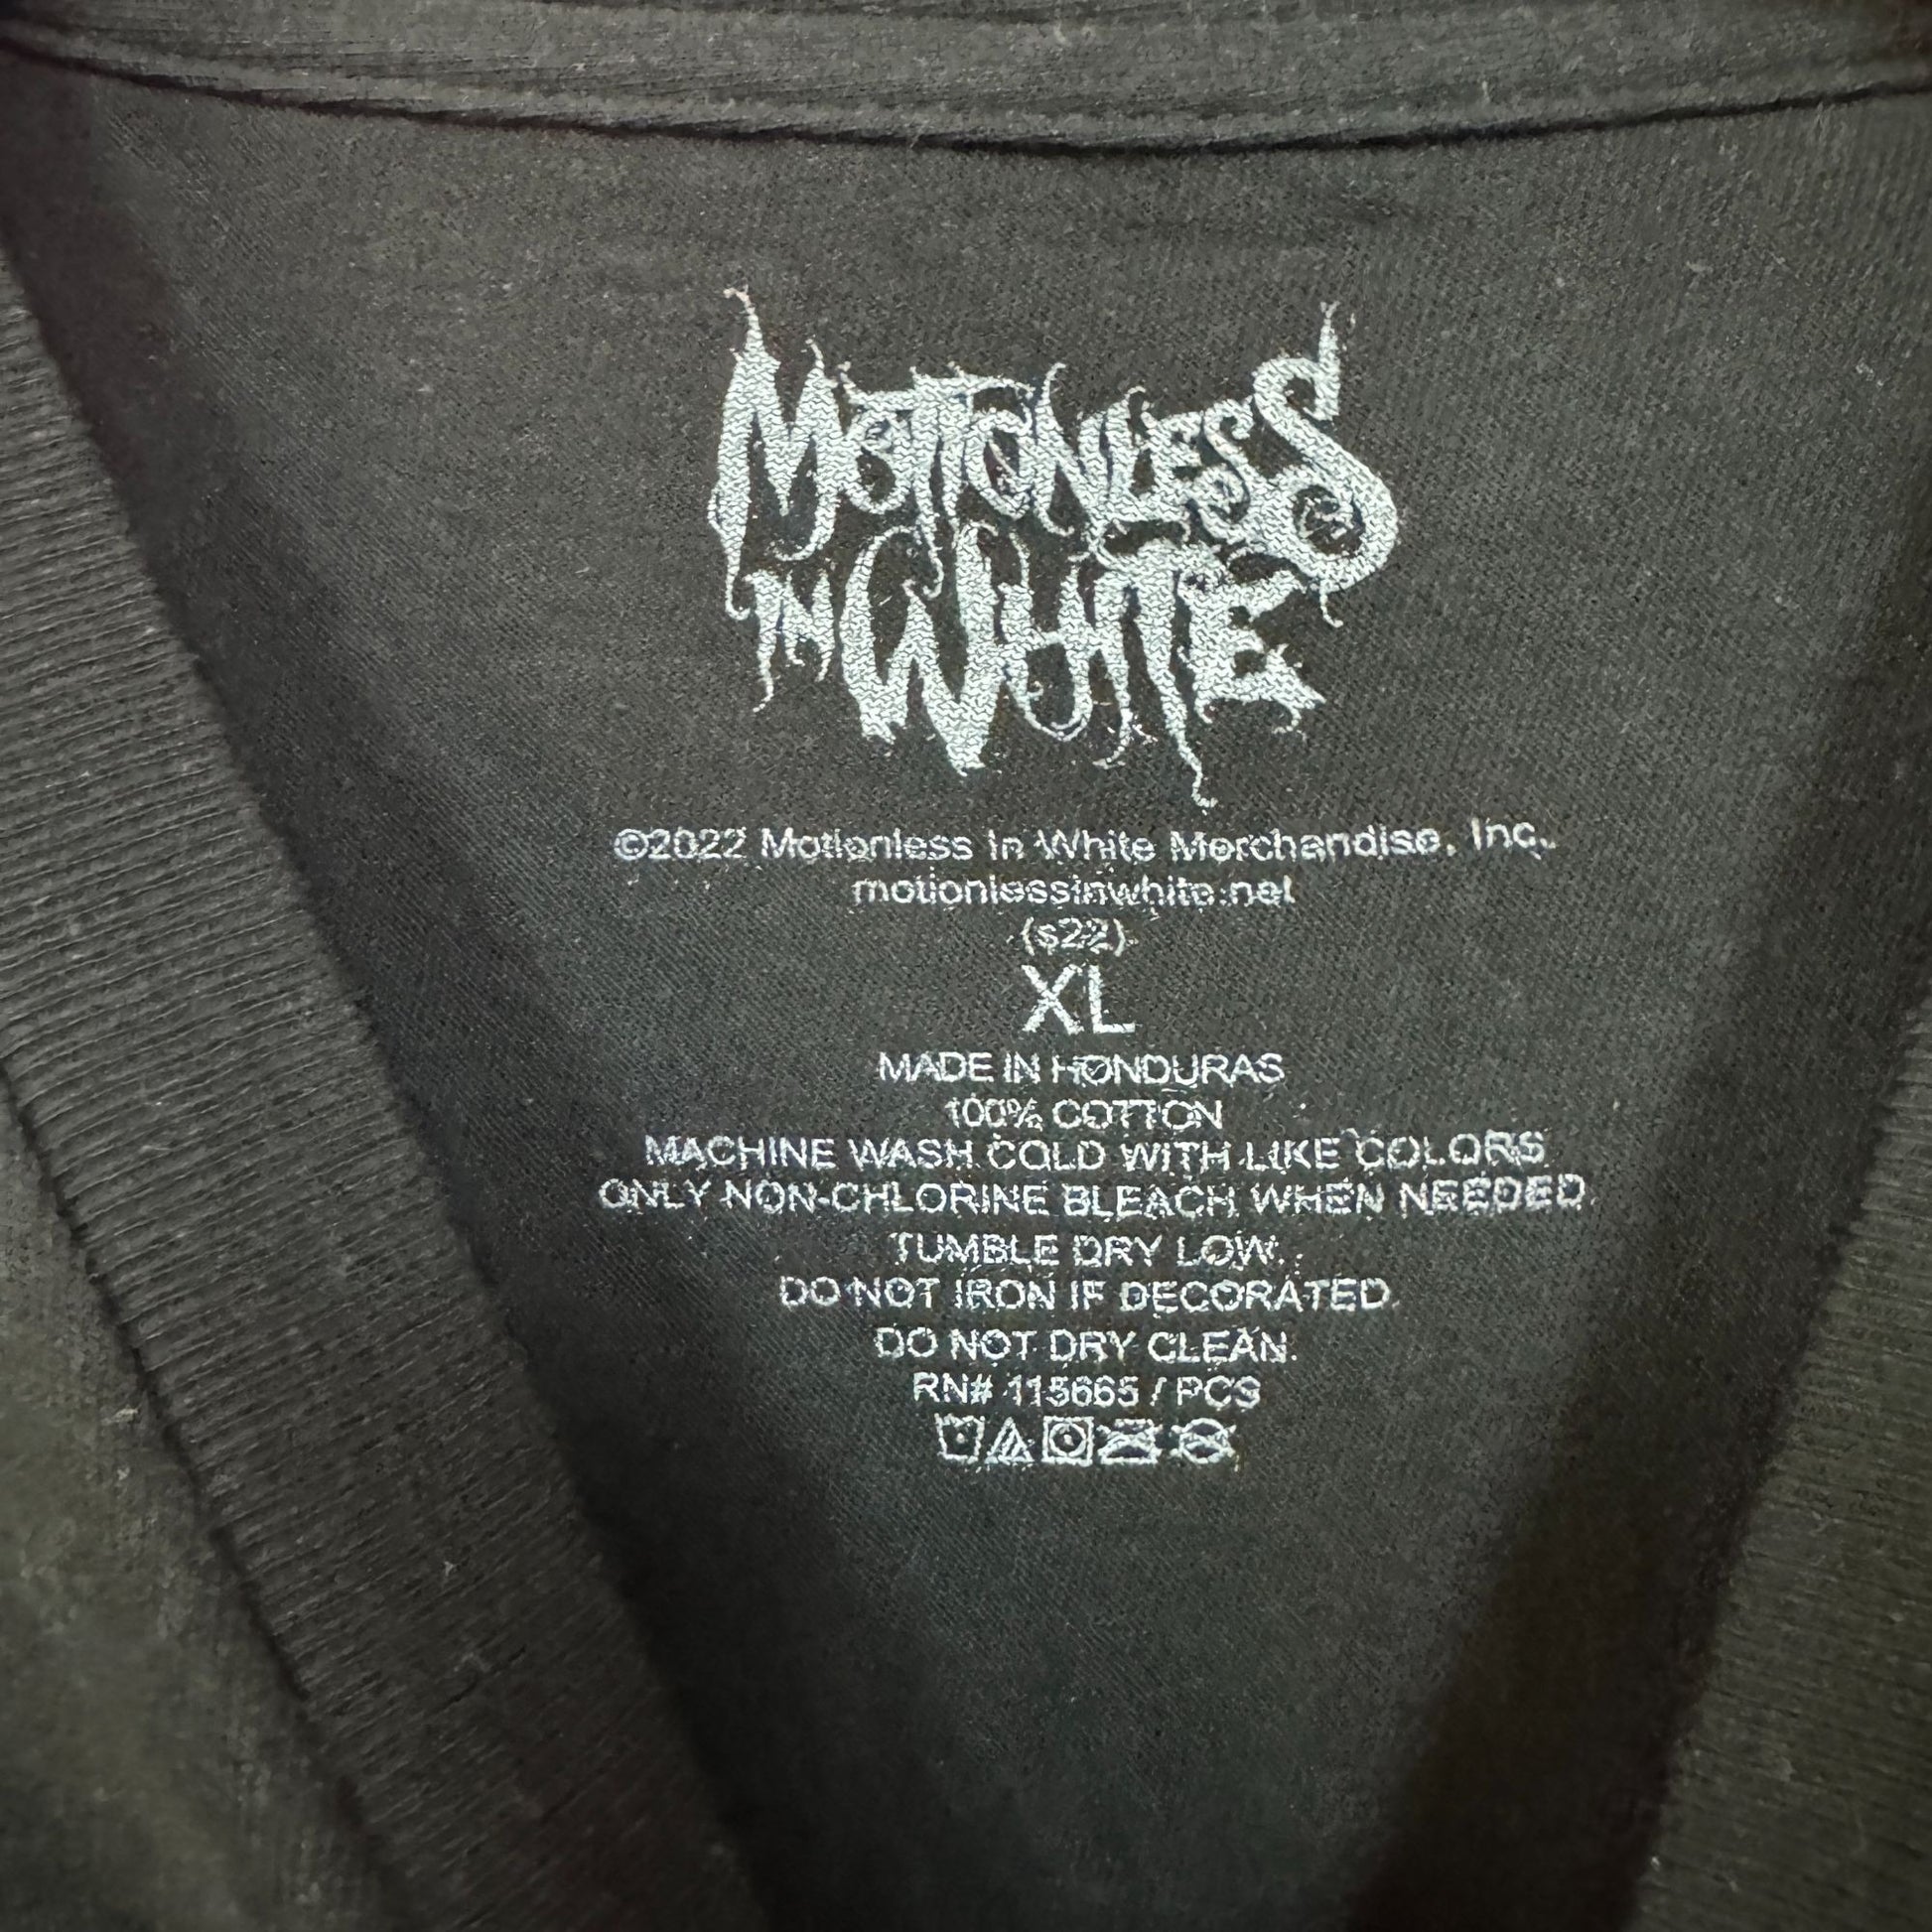 MOTIONLESS
IN WHITE
©2022 Motionless In White Merchandise, Inc.
motionlessinwhite.net
(s22)
XL
MADE IN HONDURAS
100% COTTON
MACHINE WASH COLD WITH LIKE COLORS
ONLY NON-CHLORINE BLEACH WHEN NEEDED.
TUMBLE DRY LOW.
DO NOT IRON IF DECORATED.
DO NOT DRY CLEAN.
RN# 115665 / PCS